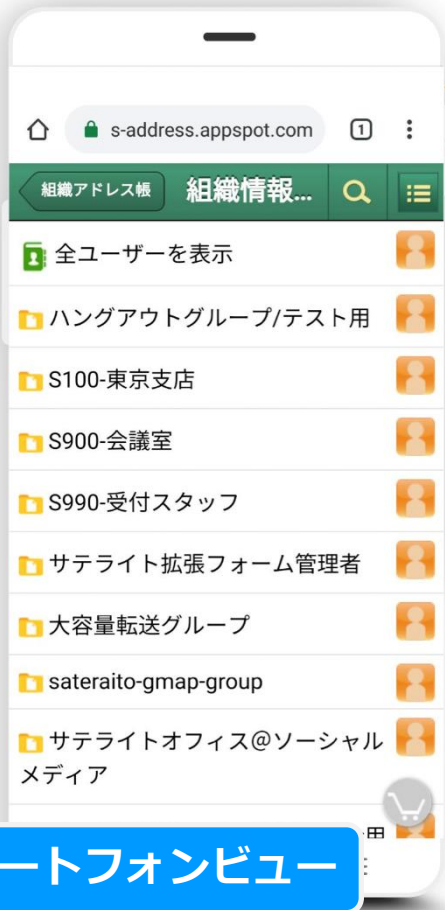 s-address.appspot.com
1
組織アドレス帳
組織情報...
全ユーザーを表示
ハングアウトグループ/テスト用
S100-東京支店
S900-会議室
S990-受付スタッフ
サテライト拡張フォーム管理者
大容量転送グループ
sateraito-gmap-group
サテライトオフィス@ソーシャル
メディア
用
ートフォンビュー